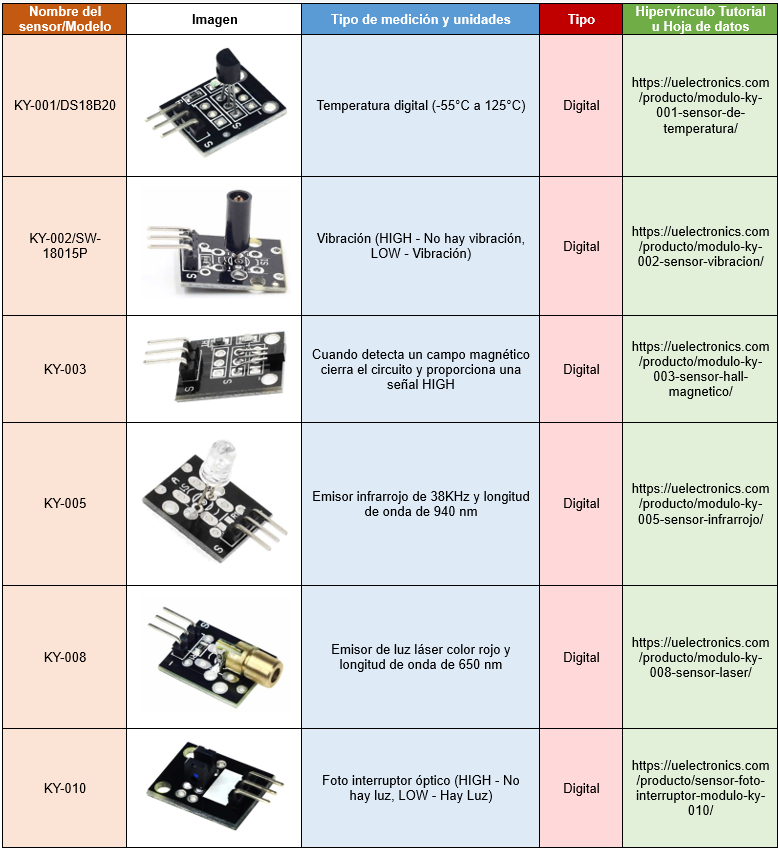 Nombre del
sensor/Modelo
Imagen
Tipo de medición y unidades
Tipo
Hipervínculo Tutorial
u Hoja de datos
KY-001/DS18B20
S
Temperatura digital (-55°C a 125°C)
Digital
https://uelectronics.com
/producto/modulo-ky-
001-sensor-de-
temperatura/
KY-002/SW-
18015P
S
Vibración (HIGH - No hay vibración,
LOW - Vibración)
Digital
https://uelectronics.com
/producto/modulo-ky-
002-sensor-vibracion/
KY-003
S
Cuando detecta un campo magnético
cierra el circuito y proporciona una
señal HIGH
Digital
https://uelectronics.com
/producto/modulo-ky-
003-sensor-hall-
magnetico/
KY-005
S
Emisor infrarrojo de 38KHz y longitud
de onda de 940 nm
Digital
https://uelectronics.com
/producto/modulo-ky-
005-sensor-infrarrojo/
KY-008
S
Emisor de luz láser color rojo y
longitud de onda de 650 nm
Digital
https://uelectronics.com
/producto/modulo-ky-
008-sensor-laser/
KY-010
S
Foto interruptor óptico (HIGH - No
hay luz, LOW - Hay Luz)
Digital
https://uelectronics.com
/producto/sensor-foto-
interruptor-modulo-ky-
010/